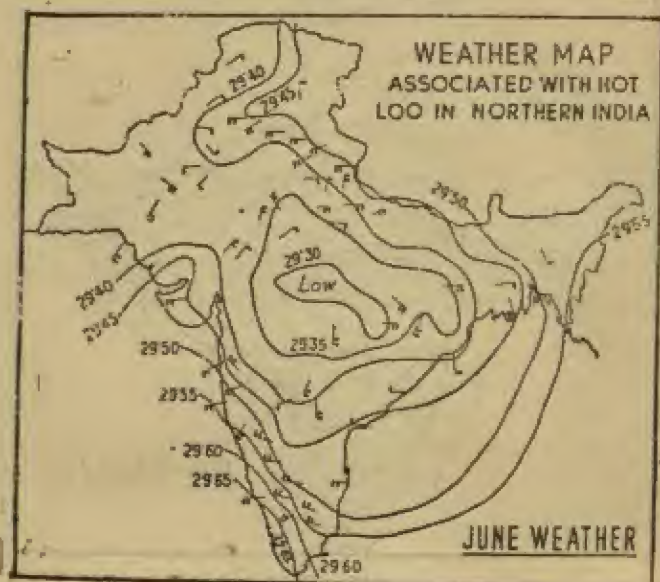 WEATHER MAP
ASSOCIATED WITH HOT
LOO IN NORTHERN INDIA
29·40
29·45
29·50
29·55
29·30
Low
29·40
29·45
29·35
29·50
29·55
29·60
29·65
JUNE WEATHER
29·60